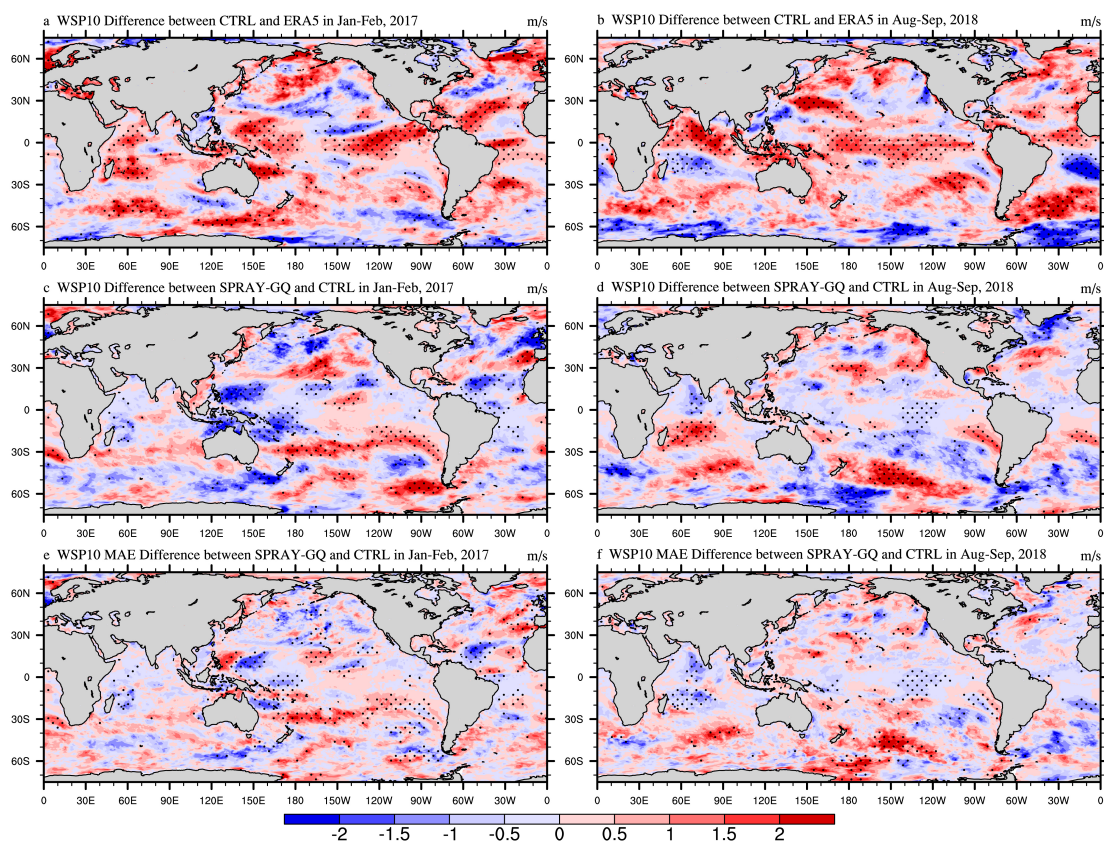 a WSP10 Difference between CTRL and ERA5 in Jan-Feb, 2017 m/s
60N
30N
0
30S
60S
0 30E 60E 90E 120E 150E 180 150W 120W 90W 60W 30W 0
b WSP10 Difference between CTRL and ERA5 in Aug-Sep, 2018 m/s
60N
30N
0
30S
60S
0 30E 60E 90E 120E 150E 180 150W 120W 90W 60W 30W 0
c WSP10 Difference between SPRAY-GQ and CTRL in Jan-Feb, 2017 m/s
60N
30N
0
30S
60S
0 30E 60E 90E 120E 150E 180 150W 120W 90W 60W 30W 0
d WSP10 Difference between SPRAY-GQ and CTRL in Aug-Sep, 2018 m/s
60N
30N
0
30S
60S
0 30E 60E 90E 120E 150E 180 150W 120W 90W 60W 30W 0
e WSP10 MAE Difference between SPRAY-GQ and CTRL in Jan-Feb, 2017 m/s
60N
30N
0
30S
60S
0 30E 60E 90E 120E 150E 180 150W 120W 90W 60W 30W 0
f WSP10 MAE Difference between SPRAY-GQ and CTRL in Aug-Sep, 2018 m/s
60N
30N
0
30S
60S
0 30E 60E 90E 120E 150E 180 150W 120W 90W 60W 30W 0
-2 -1.5 -1 -0.5 0 0.5 1 1.5 2